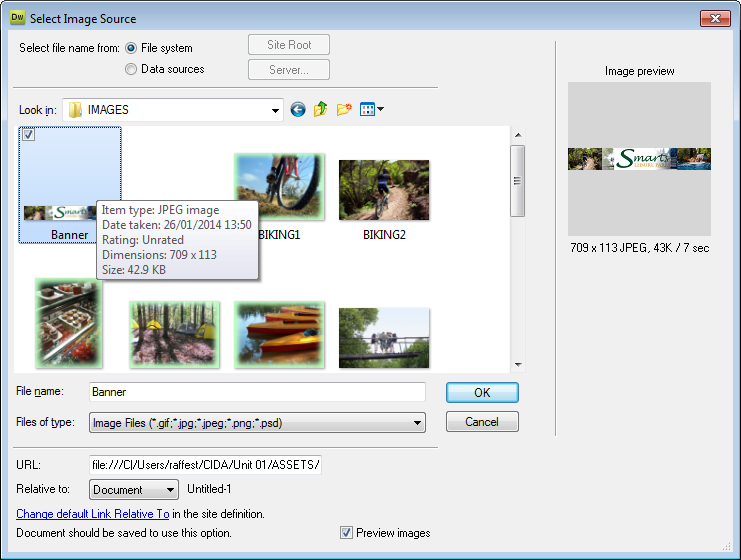 Dw Select Image Source
Select file name from: File system
Site Root
Data sources
Server...
Look in: IMAGES
Banner
BIKING1
BIKING2
Item type: JPEG image
Date taken: 26/01/2014 13:50
Rating: Unrated
Dimensions: 709 x 113
Size: 42.9 KB
File name: Banner
OK
Files of type: Image Files (*.gif;*.jpg;*.jpeg;*.png;*.psd)
Cancel
URL: file:///C|/Users/raffest/CIDA/Unit 01/ASSETS/
Relative to: Document Untitled-1
Change default Link Relative To in the site definition.
Document should be saved to use this option.
Preview images
Image preview
Smarts
LEISURE PARK
709 x 113 JPEG, 43K / 7 sec